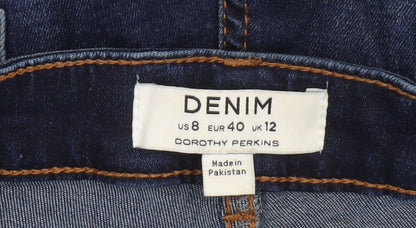 DENIM
US 8 EUR 40 UK 12
DOROTHY PERKINS
Made in
Pakistan